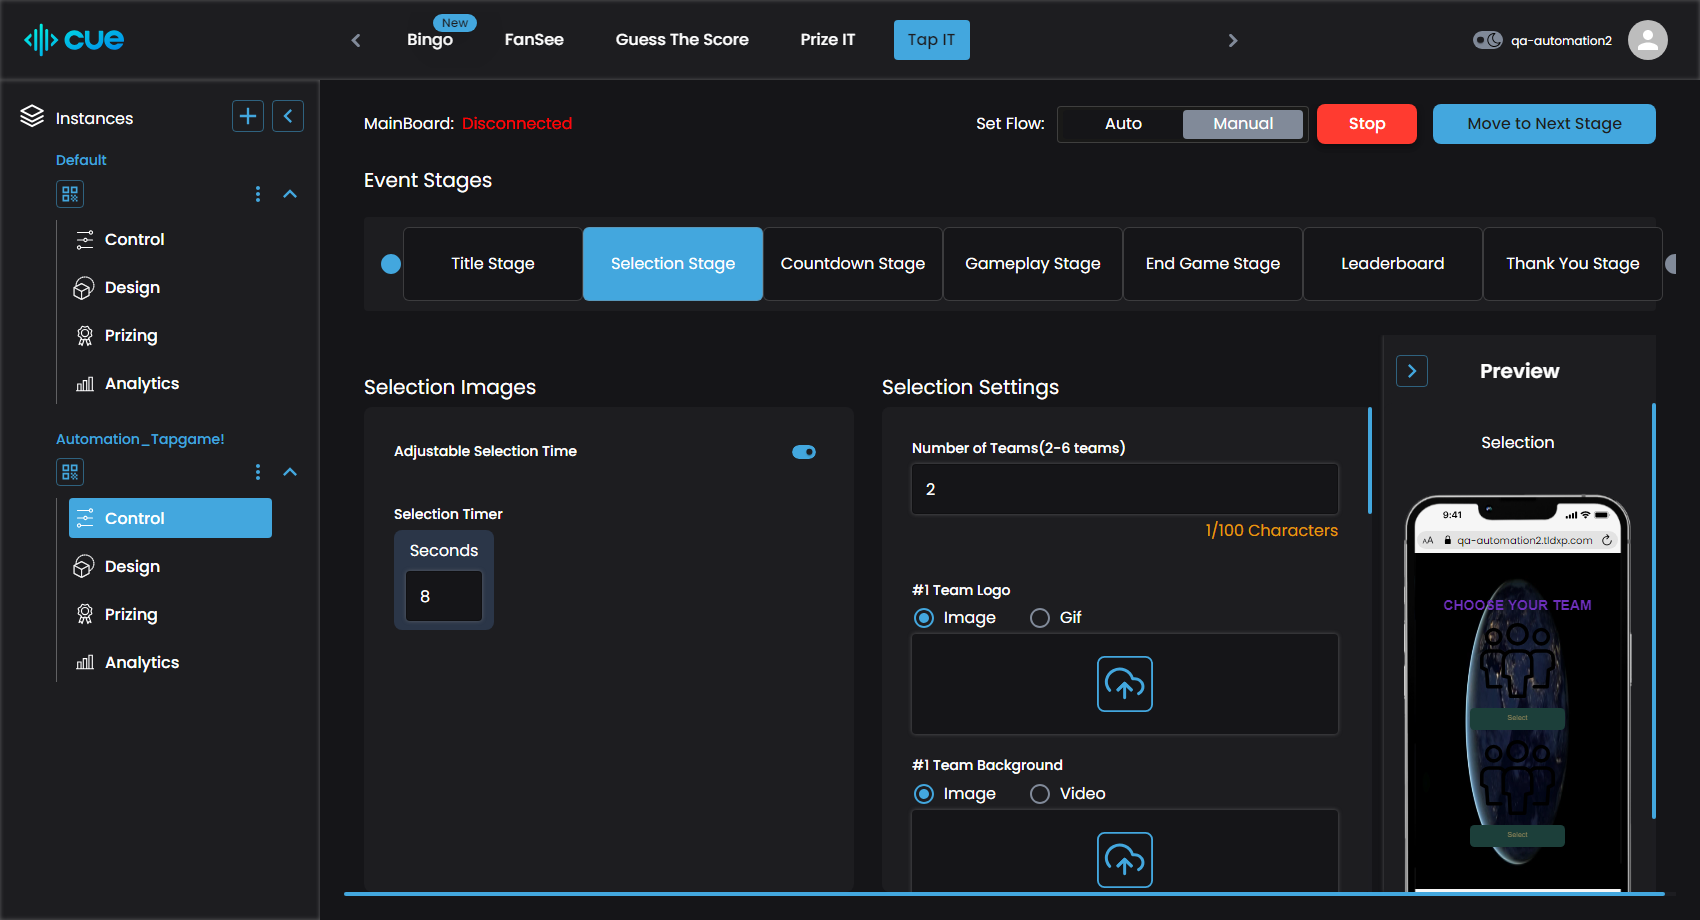 cue
New
Bingo
FanSee
Guess The Score
Prize IT
Tap IT
qa-automation2
Instances
Default
Control
Design
Prizing
Analytics
Automation_Tapgame!
Control
Design
Prizing
Analytics
MainBoard: Disconnected
Set Flow:
Auto
Manual
Stop
Move to Next Stage
Event Stages
Title Stage
Selection Stage
Countdown Stage
Gameplay Stage
End Game Stage
Leaderboard
Thank You Stage
Selection Images
Adjustable Selection Time
Selection Timer
Seconds
8
Selection Settings
Number of Teams(2-6 teams)
2
1/100 Characters
#1 Team Logo
Image
Gif
#1 Team Background
Image
Video
Preview
Selection
9:41
AA
qa-automation2.tldxp.com
CHOOSE YOUR TEAM
Select
Select